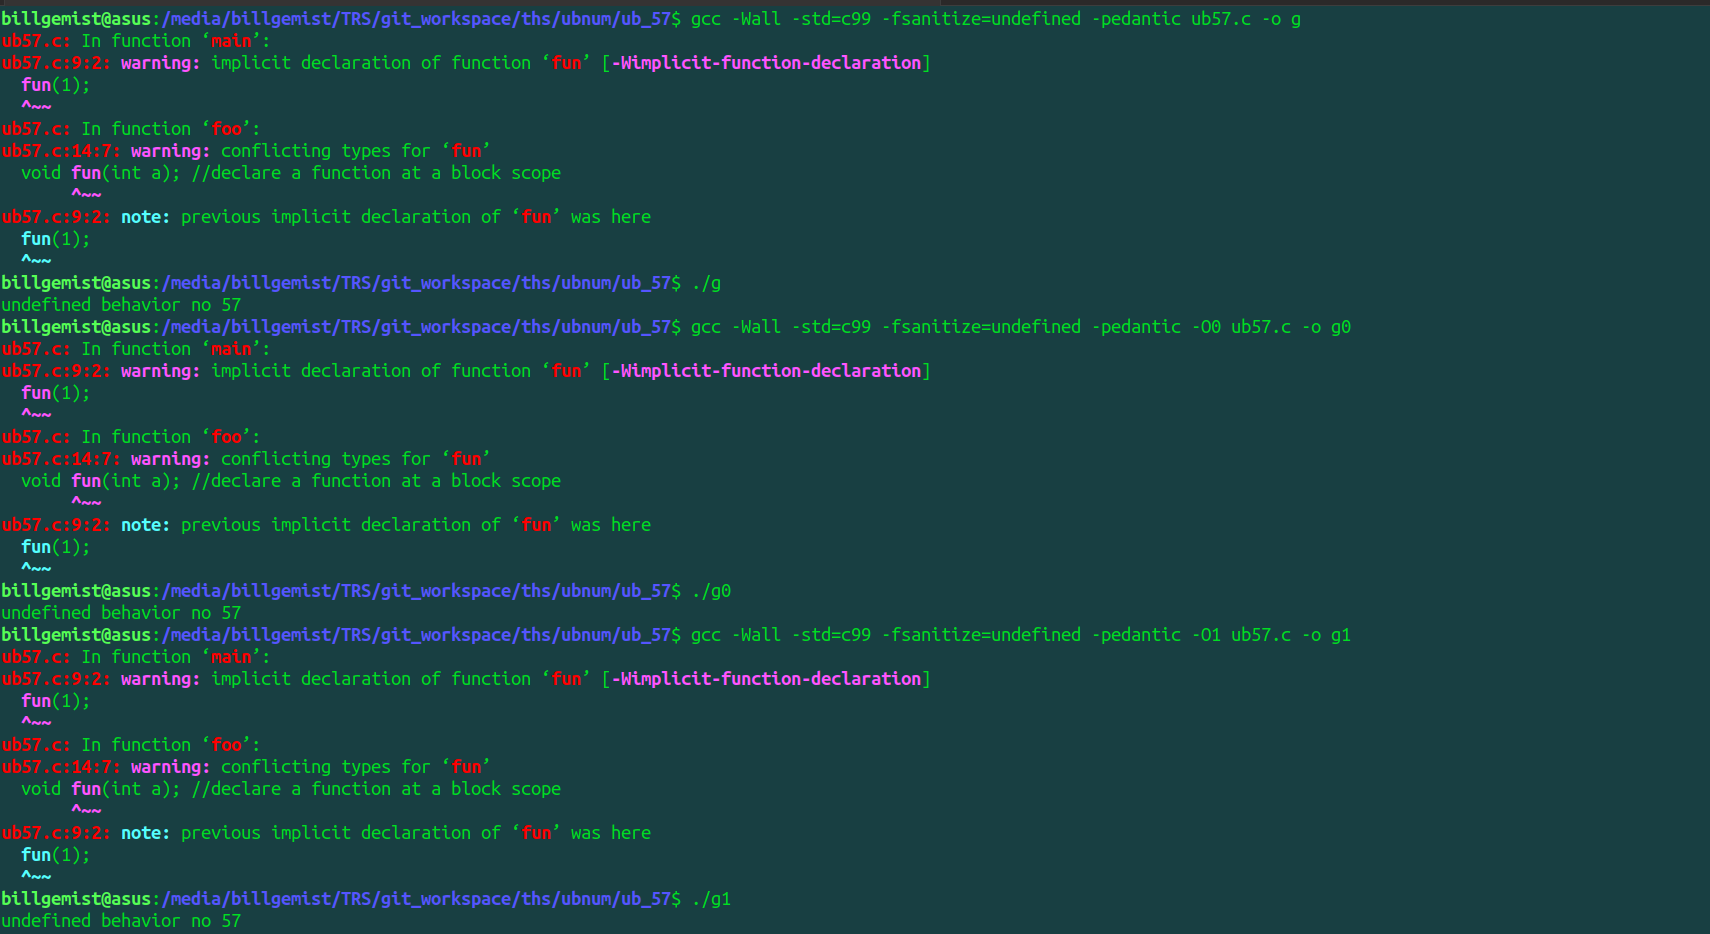 billgemist@asus:/media/billgemist/TRS/git_workspace/ths/ubnum/ub_57$ gcc -Wall -std=c99 -fsanitize=undefined -pedantic ub57.c -o g
ub57.c: In function ‘main’:
ub57.c:9:2: warning: implicit declaration of function ‘fun’ [-Wimplicit-function-declaration]
  fun(1);
  ^~~
ub57.c: In function ‘foo’:
ub57.c:14:7: warning: conflicting types for ‘fun’
  void fun(int a); //declare a function at a block scope
       ^~~
ub57.c:9:2: note: previous implicit declaration of ‘fun’ was here
  fun(1);
  ^~~
billgemist@asus:/media/billgemist/TRS/git_workspace/ths/ubnum/ub_57$ ./g
undefined behavior no 57
billgemist@asus:/media/billgemist/TRS/git_workspace/ths/ubnum/ub_57$ gcc -Wall -std=c99 -fsanitize=undefined -pedantic -O0 ub57.c -o g0
ub57.c: In function ‘main’:
ub57.c:9:2: warning: implicit declaration of function ‘fun’ [-Wimplicit-function-declaration]
  fun(1);
  ^~~
ub57.c: In function ‘foo’:
ub57.c:14:7: warning: conflicting types for ‘fun’
  void fun(int a); //declare a function at a block scope
       ^~~
ub57.c:9:2: note: previous implicit declaration of ‘fun’ was here
  fun(1);
  ^~~
billgemist@asus:/media/billgemist/TRS/git_workspace/ths/ubnum/ub_57$ ./g0
undefined behavior no 57
billgemist@asus:/media/billgemist/TRS/git_workspace/ths/ubnum/ub_57$ gcc -Wall -std=c99 -fsanitize=undefined -pedantic -O1 ub57.c -o g1
ub57.c: In function ‘main’:
ub57.c:9:2: warning: implicit declaration of function ‘fun’ [-Wimplicit-function-declaration]
  fun(1);
  ^~~
ub57.c: In function ‘foo’:
ub57.c:14:7: warning: conflicting types for ‘fun’
  void fun(int a); //declare a function at a block scope
       ^~~
ub57.c:9:2: note: previous implicit declaration of ‘fun’ was here
  fun(1);
  ^~~
billgemist@asus:/media/billgemist/TRS/git_workspace/ths/ubnum/ub_57$ ./g1
undefined behavior no 57